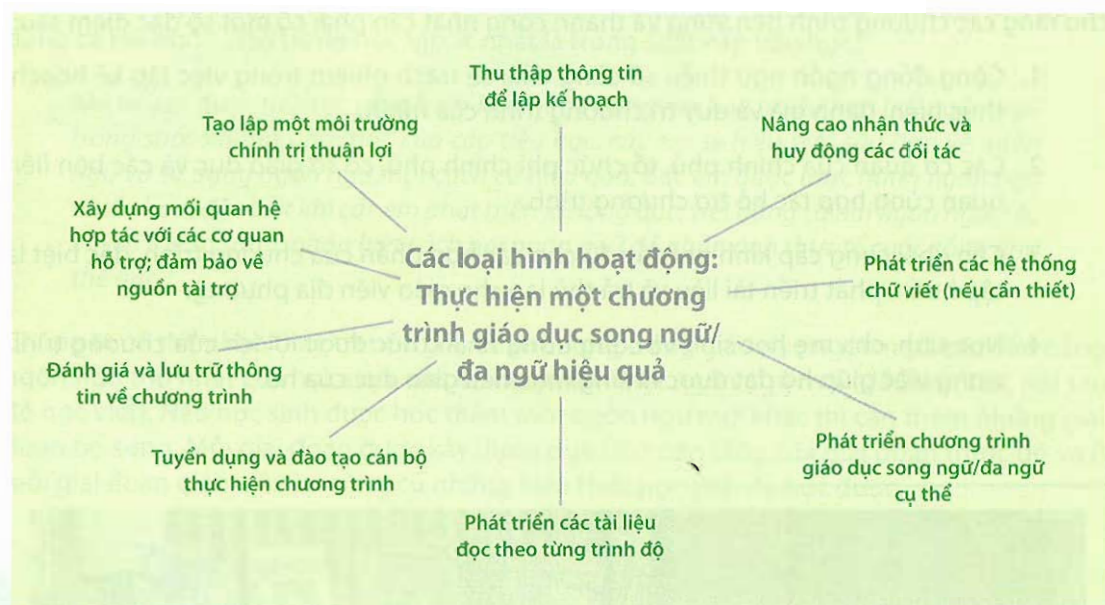 Thu thập thông tin
để lập kế hoạch
Tạo lập một môi trường
chính trị thuận lợi
Nâng cao nhận thức và
huy động các đối tác
Xây dựng mối quan hệ
hợp tác với các cơ quan
hỗ trợ; đảm bảo về
nguồn tài trợ
Các loại hình hoạt động:
Thực hiện một chương
trình giáo dục song ngữ/
đa ngữ hiệu quả
Phát triển các hệ thống
chữ viết (nếu cần thiết)
Đánh giá và lưu trữ thông
tin về chương trình
Phát triển chương trình
giáo dục song ngữ/đa ngữ
cụ thể
Tuyển dụng và đào tạo cán bộ
thực hiện chương trình
Phát triển các tài liệu
đọc theo từng trình độ